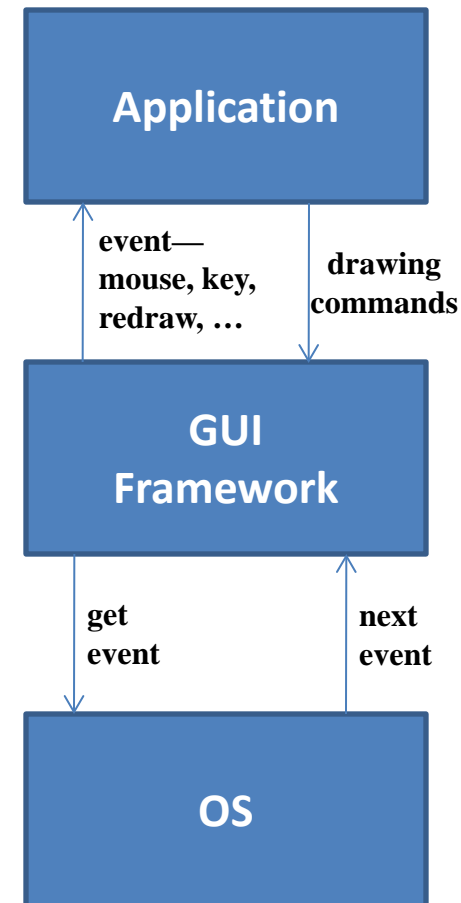 Application
event—
mouse, key,
redraw, …
drawing
commands
GUI
Framework
get
event
next
event
OS